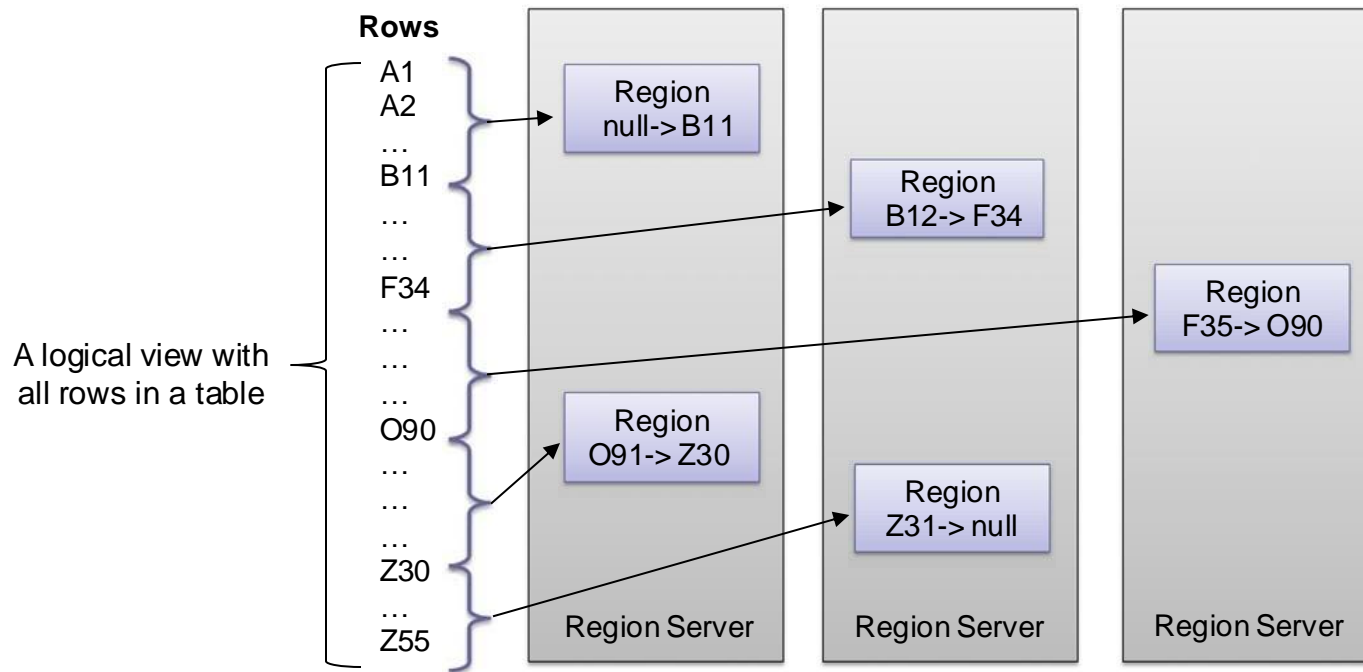 Rows
A1
A2
…
B11
…
…
F34
…
…
…
O90
…
…
…
Z30
…
Z55
A logical view with
all rows in a table
Region
null-> B11
Region
O91-> Z30
Region Server
Region
B12-> F34
Region
Z31-> null
Region Server
Region
F35-> O90
Region Server